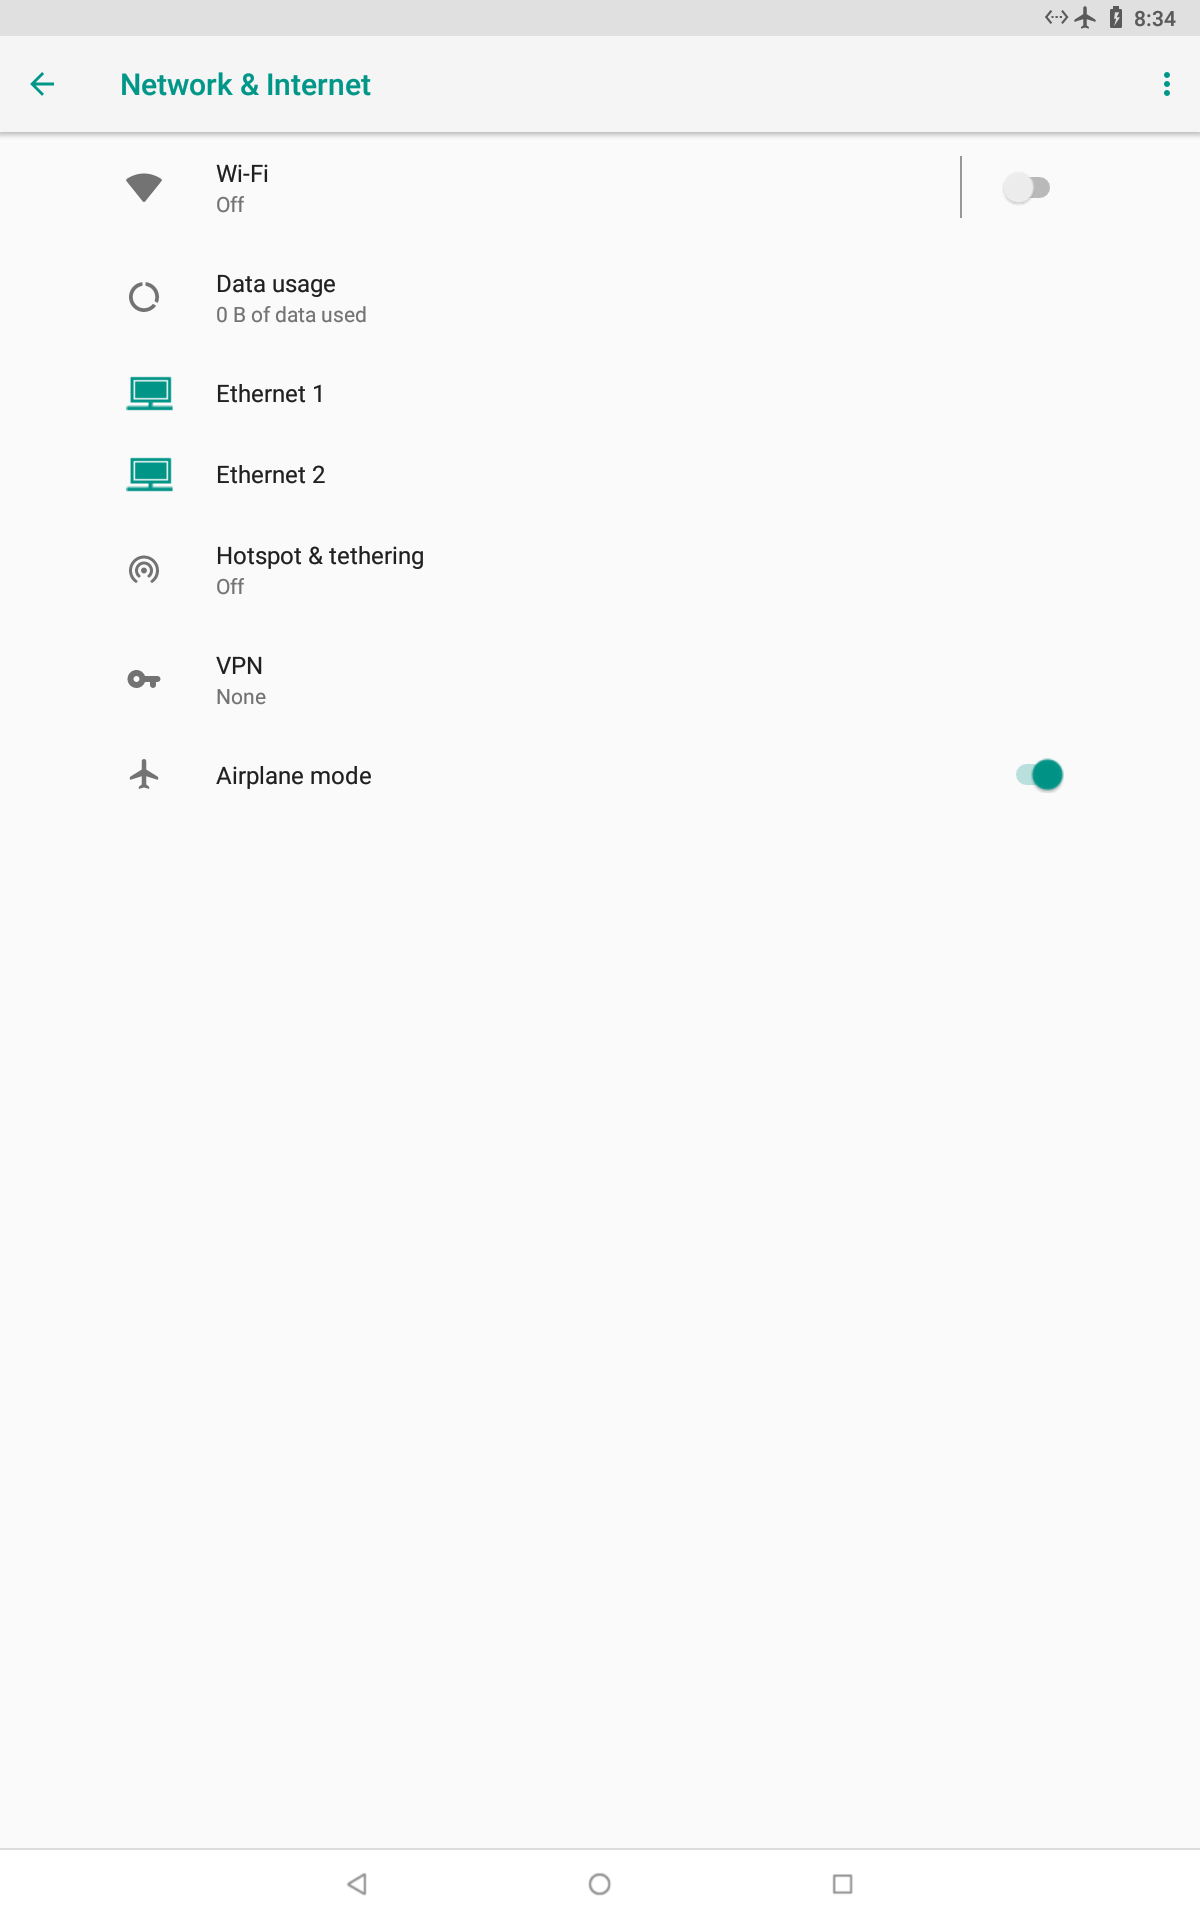 8:34
Network & Internet
Wi-Fi
Off
Data usage
0 B of data used
Ethernet 1
Ethernet 2
Hotspot & tethering
Off
VPN
None
Airplane mode